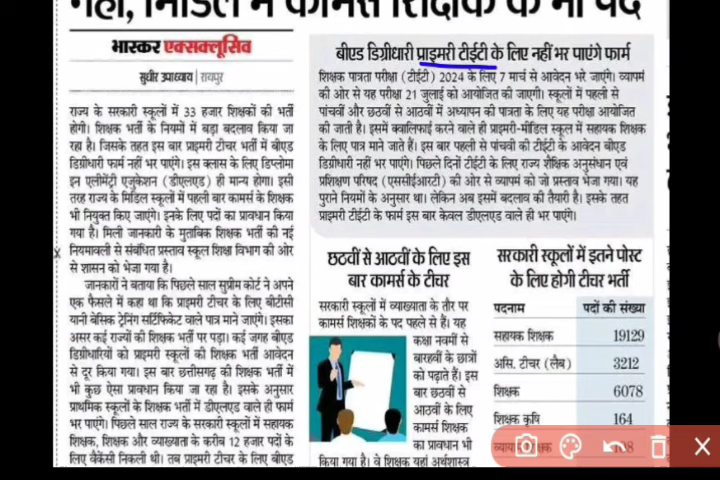 नहीं, मिडिल में कॉमर्स शिक्षक के भी पद
भास्कर एक्सक्लूसिव
सुधीर उपाध्याय | रायपुर
राज्य के सरकारी स्कूलों में 33 हजार शिक्षकों की भर्ती
होगी। शिक्षक भर्ती के नियमों में बड़ा बदलाव किया जा
रहा है। जिसके तहत इस बार प्राइमरी टीचर भर्ती में बीएड
डिग्रीधारी फार्म नहीं भर पाएंगे। इस क्लास के लिए डिप्लोमा
इन एलीमेंट्री एजुकेशन (डीएलएड) ही मान्य होगा। इसी
तरह राज्य के मिडिल स्कूलों में पहली बार कामर्स के शिक्षक
भी नियुक्त किए जाएंगे। इनके लिए पदों का प्रावधान किया
गया है। मिली जानकारी के मुताबिक शिक्षक भर्ती की नई
नियमावली से संबंधित प्रस्ताव स्कूल शिक्षा विभाग की ओर
से शासन को भेजा गया है।
जानकारों ने बताया कि पिछले साल सुप्रीम कोर्ट ने अपने
एक फैसले में कहा था कि प्राइमरी टीचर के लिए बीटीसी
यानी बेसिक ट्रेनिंग सर्टिफिकेट वाले पात्र माने जाएंगे। इसका
असर कई राज्यों की शिक्षक भर्ती पर पड़ा। कई जगह बीएड
डिग्रीधारियों को प्राइमरी स्कूलों की शिक्षक भर्ती आवेदन
से दूर किया गया। इस बार छत्तीसगढ़ की शिक्षक भर्ती में
भी कुछ ऐसा प्रावधान किया जा रहा है। इसके अनुसार
प्राथमिक स्कूलों के शिक्षक भर्ती में डीएलएड वाले ही फार्म
भर पाएंगे। पिछले साल राज्य के सरकारी स्कूलों में सहायक
शिक्षक, शिक्षक और व्याख्याता के करीब 12 हजार पदों के
लिए वैकेंसी निकली थी। तब प्राइमरी टीचर के लिए बीएड
बीएड डिग्रीधारी प्राइमरी टीईटी के लिए नहीं भर पाएंगे फार्म
शिक्षक पात्रता परीक्षा (टीईटी) 2024 के लिए 7 मार्च से आवेदन भरे जाएंगे। व्यापमं
की ओर से यह परीक्षा 21 जुलाई को आयोजित की जाएगी। स्कूलों में पहली से
पांचवीं और छठवीं से आठवीं में अध्यापन की पात्रता के लिए यह परीक्षा आयोजित
की जाती है। इसमें क्वालिफाई करने वाले ही प्राइमरी-मीडिल स्कूल में सहायक शिक्षक
के लिए पात्र माने जाते हैं। इस बार पहली से पांचवी की टीईटी के आवेदन बीएड
डिग्रीधारी नहीं भर पाएंगे। पिछले दिनों टीईटी के लिए राज्य शैक्षिक अनुसंधान एवं
प्रशिक्षण परिषद (एससीईआरटी) की ओर से व्यापमं को जो प्रस्ताव भेजा गया। यह
पुराने नियमों के अनुसार था। लेकिन अब इसमें बदलाव की तैयारी है। इसके तहत
प्राइमरी टीईटी के फार्म इस बार केवल डीएलएड वाले ही भर पाएंगे।
छठवीं से आठवीं के लिए इस
बार कामर्स के टीचर
सरकारी स्कूलों में व्याख्याता के तौर पर
कामर्स शिक्षकों के पद पहले से हैं। यह
कक्षा नवमीं से
बारहवीं के छात्रों
को पढ़ाते हैं। इस
बार छठवीं से
आठवीं के लिए
कामर्स शिक्षक
का प्रावधान भी
किया गया है। वे शिक्षक यहां अर्थशास्त्र
सरकारी स्कूलों में इतने पोस्ट
के लिए होगी टीचर भर्ती
पदनाम पदों की संख्या
सहायक शिक्षक 19129
असि. टीचर (लैब) 3212
शिक्षक 6078
शिक्षक कृषि 164